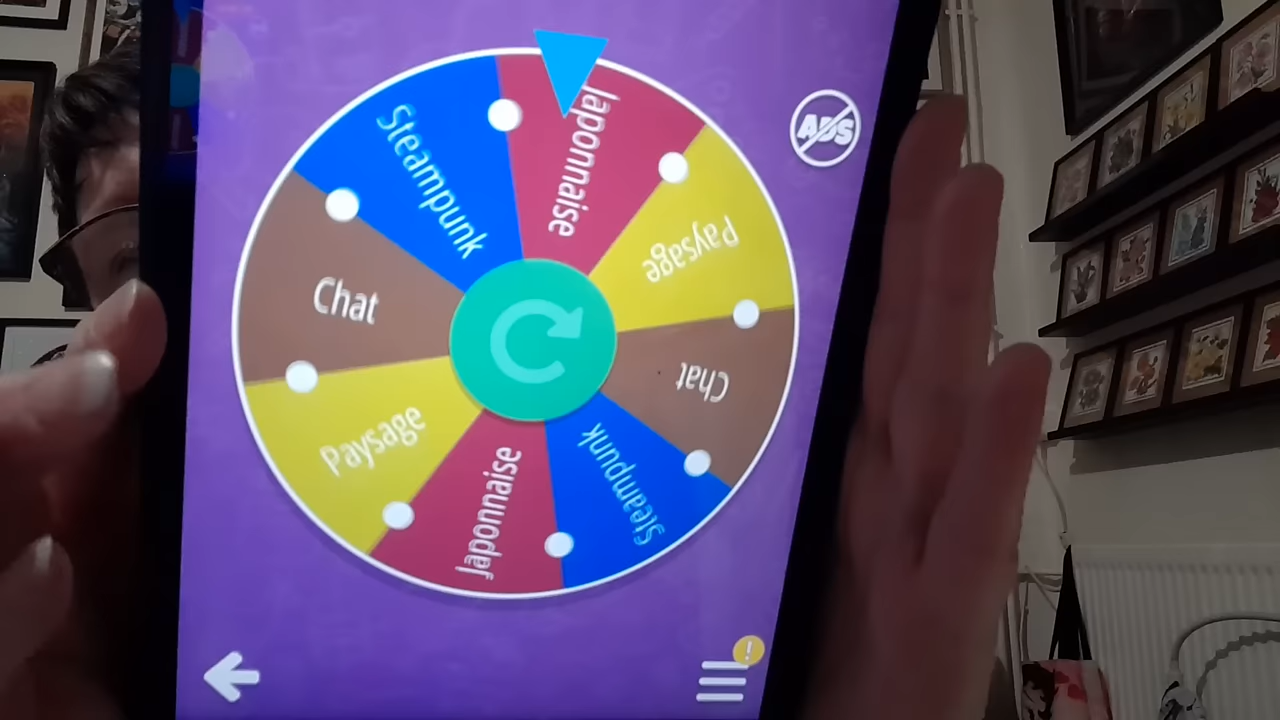 Japonnaise
Paysage
Chat
Steampunk
Japonnaise
Paysage
Chat
Steampunk
ADS
!